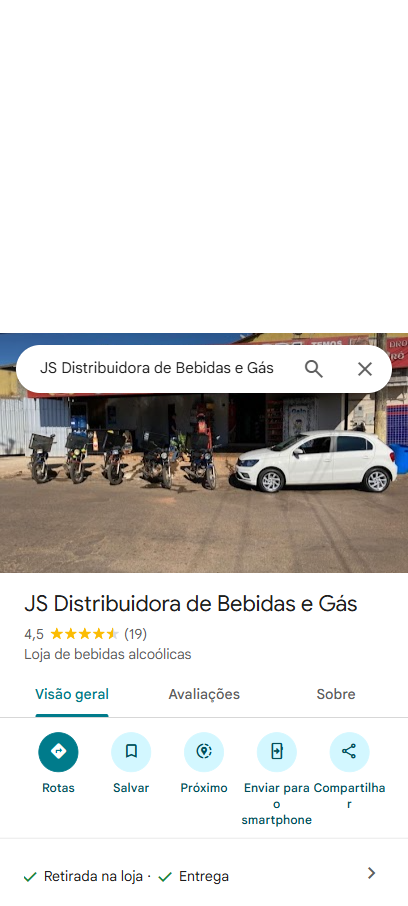 TEMOS
JS Distribuidora de Bebidas e Gás
JS Distribuidora de Bebidas e Gás
4,5 (19)
Loja de bebidas alcoólicas
Visão geral
Avaliações
Sobre
Rotas
Salvar
Próximo
Enviar para
o
smartphone
Compartilha
r
Retirada na loja ·
Entrega